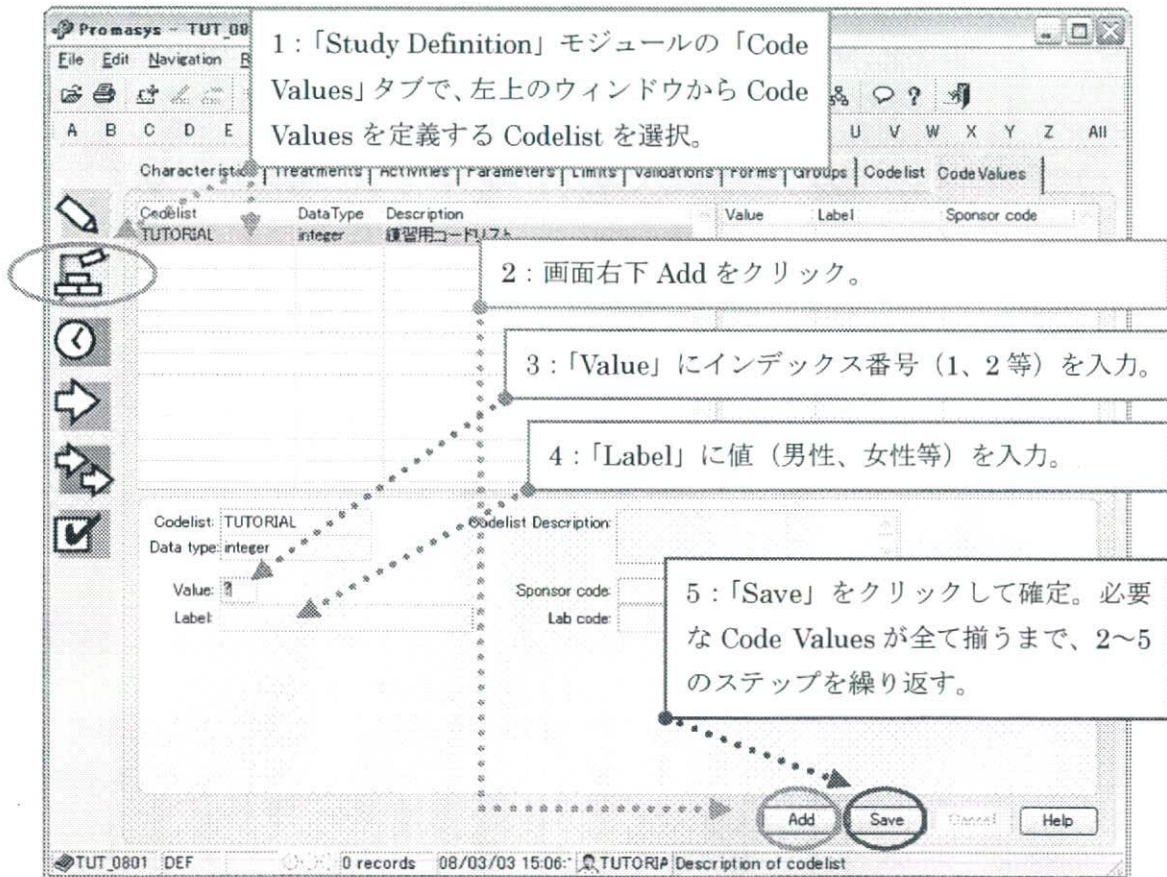 Promasys - TUT_08
File Edit Navigation R
1：「Study Definition」モジュールの「Code
Values」タブで、左上のウィンドウから Code
Values を定義する Codelist を選択。
A B C D E U V W X Y Z All
Characteristic Treatments Activities Parameters Limits Validations Forms Groups Codelist CodeValues
Codelist DataType Description Value Label Sponsor code
TUTORIAL integer 練習用コードリスト
2：画面右下 Add をクリック。
3：「Value」にインデックス番号（1、2 等）を入力。
4：「Label」に値（男性、女性等）を入力。
Codelist: TUTORIAL Codelist Description:
Data type: integer
Value: Sponsor code:
Label: Lab code:
5：「Save」をクリックして確定。必要
な Code Values が全て揃うまで、2～5
のステップを繰り返す。
Add Save Cancel Help
TUT_0801 DEF 0 records 08/03/03 15:06: TUTORIA Description of codelist